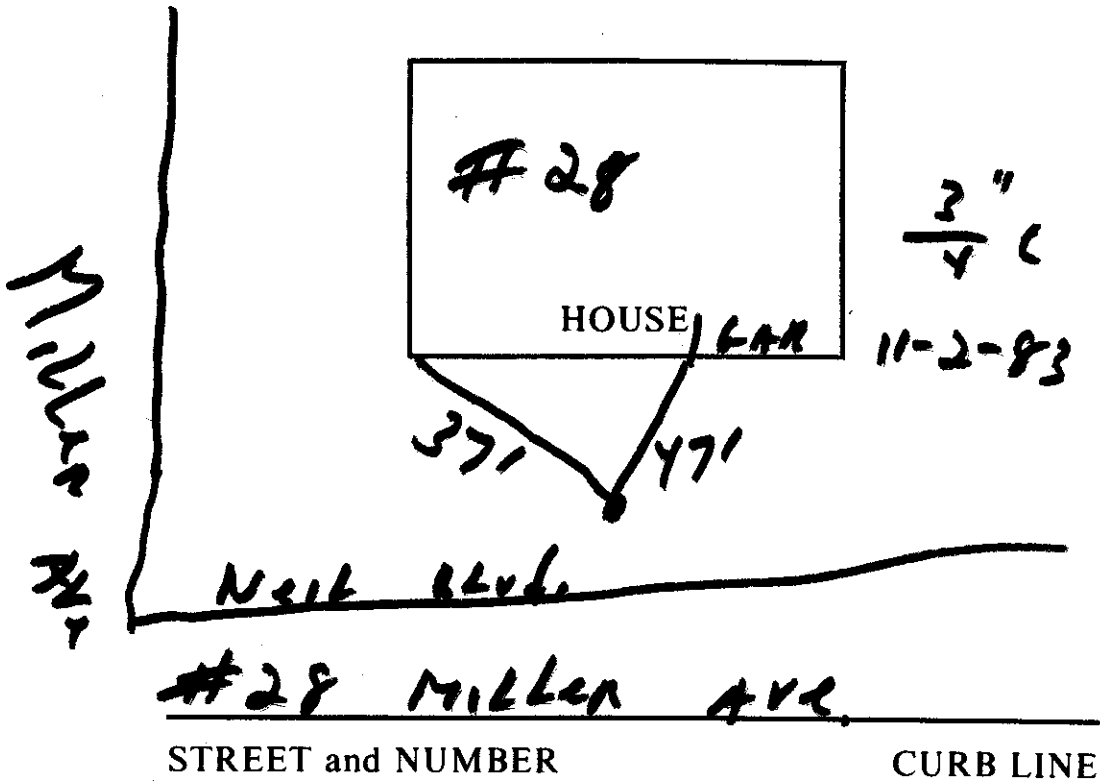 #28
3"
4 C
HOUSE GAR
11-2-83
37'
47'
Miller
Neil Blvd.
#28 Miller Ave.
STREET and NUMBER
CURB LINE